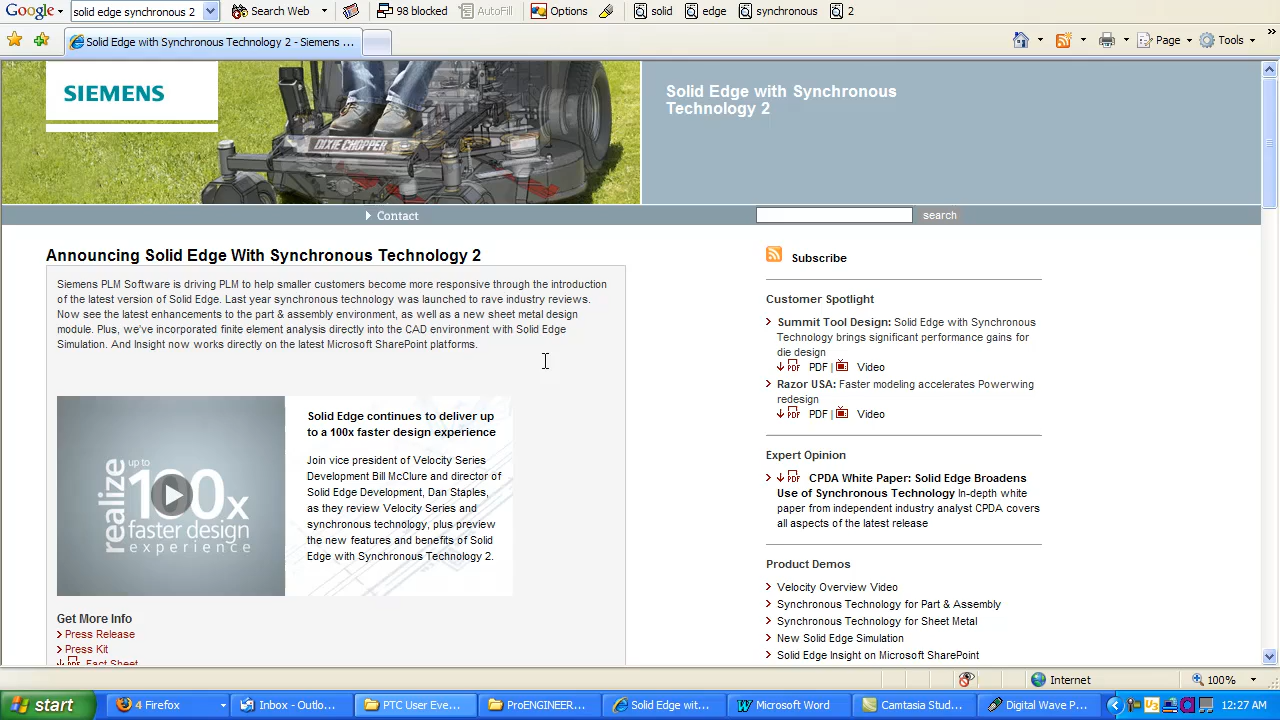 Google
solid edge synchronous 2
Search Web
98 blocked
AutoFill
Options
solid
edge
synchronous
2
Solid Edge with Synchronous Technology 2 - Siemens ...
Page
Tools
SIEMENS
DIXIE CHOPPER
Solid Edge with Synchronous
Technology 2
Contact
search
Announcing Solid Edge With Synchronous Technology 2
Siemens PLM Software is driving PLM to help smaller customers become more responsive through the introduction
of the latest version of Solid Edge. Last year synchronous technology was launched to rave industry reviews.
Now see the latest enhancements to the part & assembly environment, as well as a new sheet metal design
module. Plus, we've incorporated finite element analysis directly into the CAD environment with Solid Edge
Simulation. And Insight now works directly on the latest Microsoft SharePoint platforms.
realize
up to
100x
faster design
experience
Solid Edge continues to deliver up
to a 100x faster design experience
Join vice president of Velocity Series
Development Bill McClure and director of
Solid Edge Development, Dan Staples,
as they review Velocity Series and
synchronous technology, plus preview
the new features and benefits of Solid
Edge with Synchronous Technology 2.
Get More Info
Press Release
Press Kit
PDF Fact Sheet
Subscribe
Customer Spotlight
Summit Tool Design: Solid Edge with Synchronous
Technology brings significant performance gains for
die design
PDF PDF | Video
Razor USA: Faster modeling accelerates Powerwing
redesign
PDF PDF | Video
Expert Opinion
PDF CPDA White Paper: Solid Edge Broadens
Use of Synchronous Technology In-depth white
paper from independent industry analyst CPDA covers
all aspects of the latest release
Product Demos
Velocity Overview Video
Synchronous Technology for Part & Assembly
Synchronous Technology for Sheet Metal
New Solid Edge Simulation
Solid Edge Insight on Microsoft SharePoint
Internet
100%
start
4 Firefox
Inbox - Outlo...
PTC User Eve...
ProENGINEER...
Solid Edge wit...
Microsoft Word
Camtasia Stud...
Digital Wave P...
12:27 AM